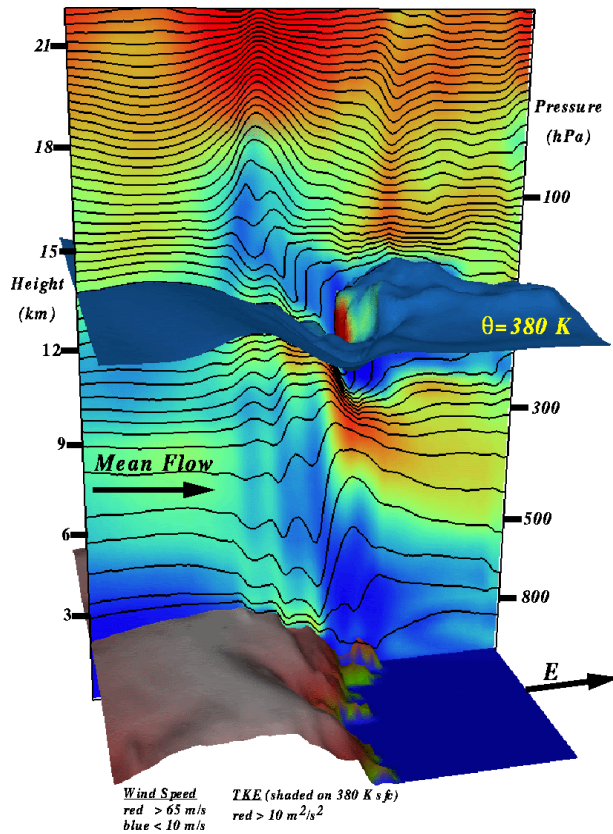 21
Pressure
(hPa)
18
100
15
Height
(km)
θ=380 K
12
300
9
Mean Flow
500
6
800
3
E
Wind Speed
red > 65 m/s
blue < 10 m/s
TKE (shaded on 380 K sfc)
red > 10 m²/s²